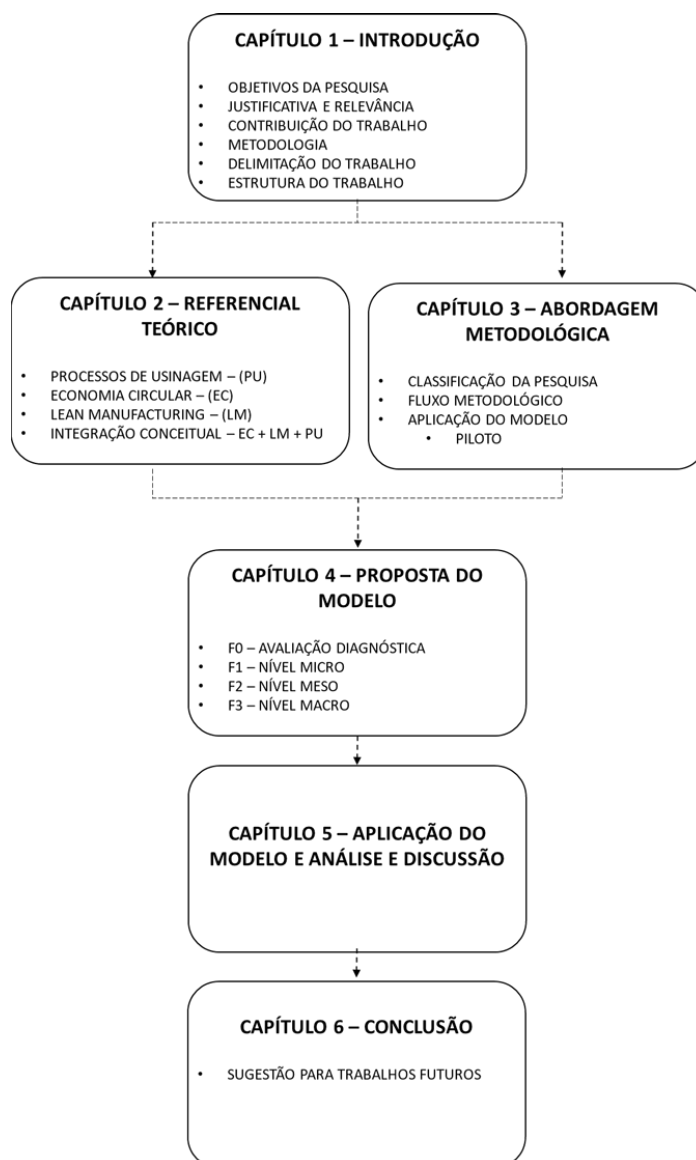 CAPÍTULO 1 – INTRODUÇÃO
• OBJETIVOS DA PESQUISA
• JUSTIFICATIVA E RELEVÂNCIA
• CONTRIBUIÇÃO DO TRABALHO
• METODOLOGIA
• DELIMITAÇÃO DO TRABALHO
• ESTRUTURA DO TRABALHO
CAPÍTULO 2 – REFERENCIAL
TEÓRICO
• PROCESSOS DE USINAGEM – (PU)
• ECONOMIA CIRCULAR – (EC)
• LEAN MANUFACTURING – (LM)
• INTEGRAÇÃO CONCEITUAL – EC + LM + PU
CAPÍTULO 3 – ABORDAGEM
METODOLÓGICA
• CLASSIFICAÇÃO DA PESQUISA
• FLUXO METODOLÓGICO
• APLICAÇÃO DO MODELO
• PILOTO
CAPÍTULO 4 – PROPOSTA DO
MODELO
• F0 – AVALIAÇÃO DIAGNÓSTICA
• F1 – NÍVEL MICRO
• F2 – NÍVEL MESO
• F3 – NÍVEL MACRO
CAPÍTULO 5 – APLICAÇÃO DO
MODELO E ANÁLISE E DISCUSSÃO
CAPÍTULO 6 – CONCLUSÃO
• SUGESTÃO PARA TRABALHOS FUTUROS